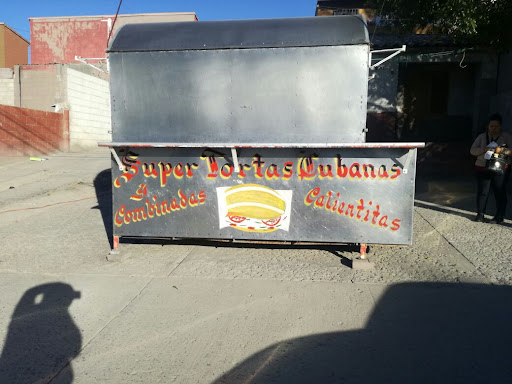 Super Tortas Cubanas
Y
Combinadas
Calientitas